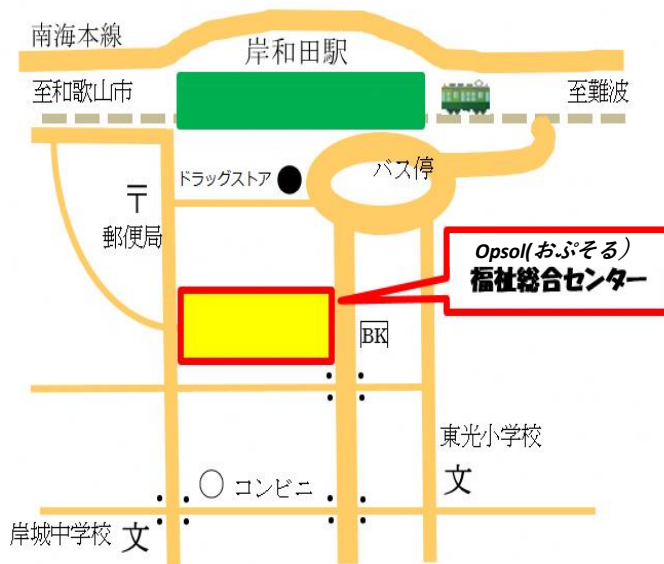 南海本線
岸和田駅
至和歌山市
至難波
バス停
ドラッグストア
〒
郵便局
Opsol(おぷそる)
福祉総合センター
BK
東光小学校
文
コンビニ
岸城中学校 文